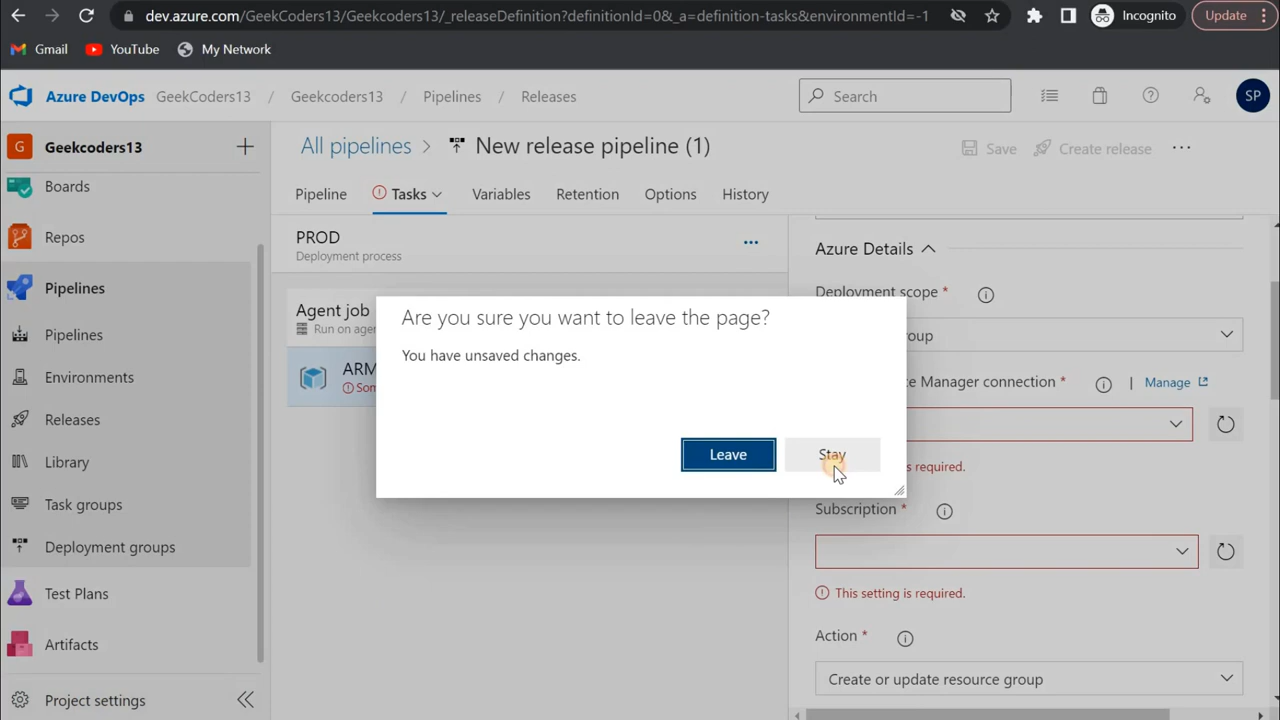 dev.azure.com/GeekCoders13/Geekcoders13/_releaseDefinition?definitionId=0&_a=definition-tasks&environmentId=-1
Incognito
Update
Gmail
YouTube
My Network
Azure DevOps
GeekCoders13
/
Geekcoders13
/
Pipelines
/
Releases
Search
SP
G
Geekcoders13
Boards
Repos
Pipelines
Pipelines
Environments
Releases
Library
Task groups
Deployment groups
Test Plans
Artifacts
Project settings
All pipelines
New release pipeline (1)
Save
Create release
Pipeline
Tasks
Variables
Retention
Options
History
PROD
Deployment process
Agent job
Run on agen
ARM
Som
Azure Details
Deployment scope *
oup
ce Manager connection *
| Manage
s required.
Subscription *
This setting is required.
Action *
Create or update resource group
Are you sure you want to leave the page?
You have unsaved changes.
Leave
Stay